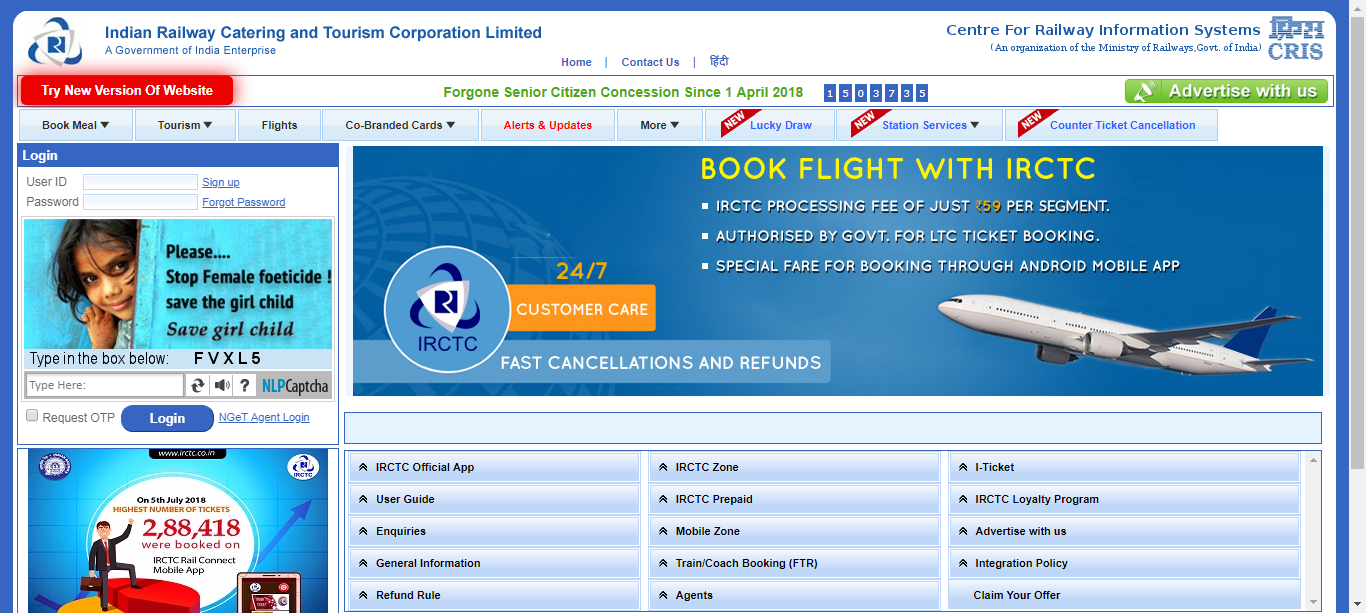 Indian Railway Catering and Tourism Corporation Limited
A Government of India Enterprise
Centre For Railway Information Systems
(An organization of the Ministry of Railways,Govt. of India)
CRIS
Home | Contact Us | हिंदी
Try New Version Of Website
Forgone Senior Citizen Concession Since 1 April 2018 1 5 0 3 7 3 5
Advertise with us
Book Meal
Tourism
Flights
Co-Branded Cards
Alerts & Updates
More
NEW Lucky Draw
NEW Station Services
NEW Counter Ticket Cancellation
Login
User ID Sign up
Password Forgot Password
Please....
Stop Female foeticide !
save the girl child
Save girl child
Type in the box below: FVXL5
Type Here: ? NLPCaptcha
Request OTP Login NGeT Agent Login
BOOK FLIGHT WITH IRCTC
IRCTC PROCESSING FEE OF JUST ₹59 PER SEGMENT.
AUTHORISED BY GOVT. FOR LTC TICKET BOOKING.
SPECIAL FARE FOR BOOKING THROUGH ANDROID MOBILE APP
24/7
CUSTOMER CARE
IRCTC
FAST CANCELLATIONS AND REFUNDS
www.irctc.co.in
IRCTC
On 5th July 2018
HIGHEST NUMBER OF TICKETS
2,88,418
were booked on
IRCTC Rail Connect
Mobile App
IRCTC Official App
IRCTC Zone
I-Ticket
User Guide
IRCTC Prepaid
IRCTC Loyalty Program
Enquiries
Mobile Zone
Advertise with us
General Information
Train/Coach Booking (FTR)
Integration Policy
Refund Rule
Agents
Claim Your Offer